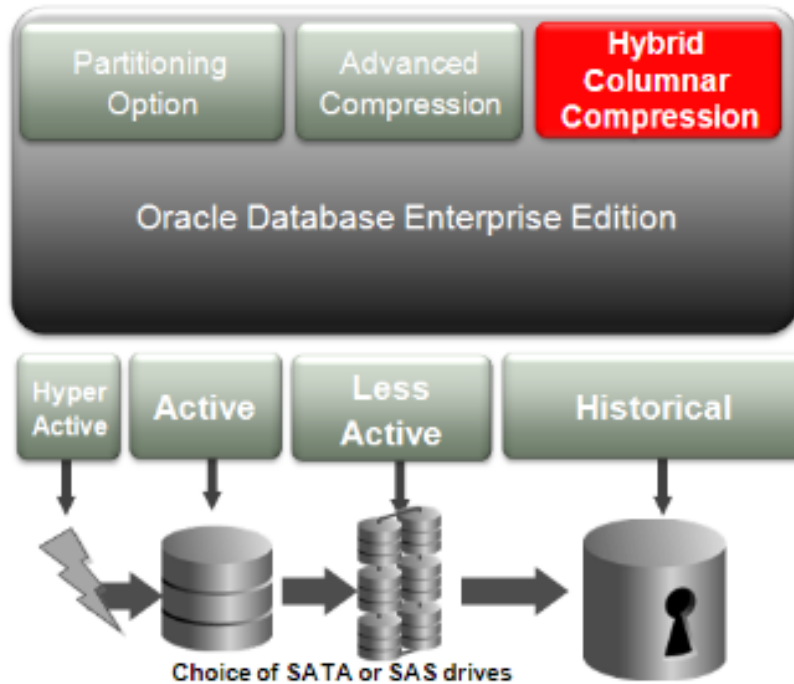 Partitioning
Option
Advanced
Compression
Hybrid
Columnar
Compression
Oracle Database Enterprise Edition
Hyper
Active
Active
Less
Active
Historical
Choice of SATA or SAS drives